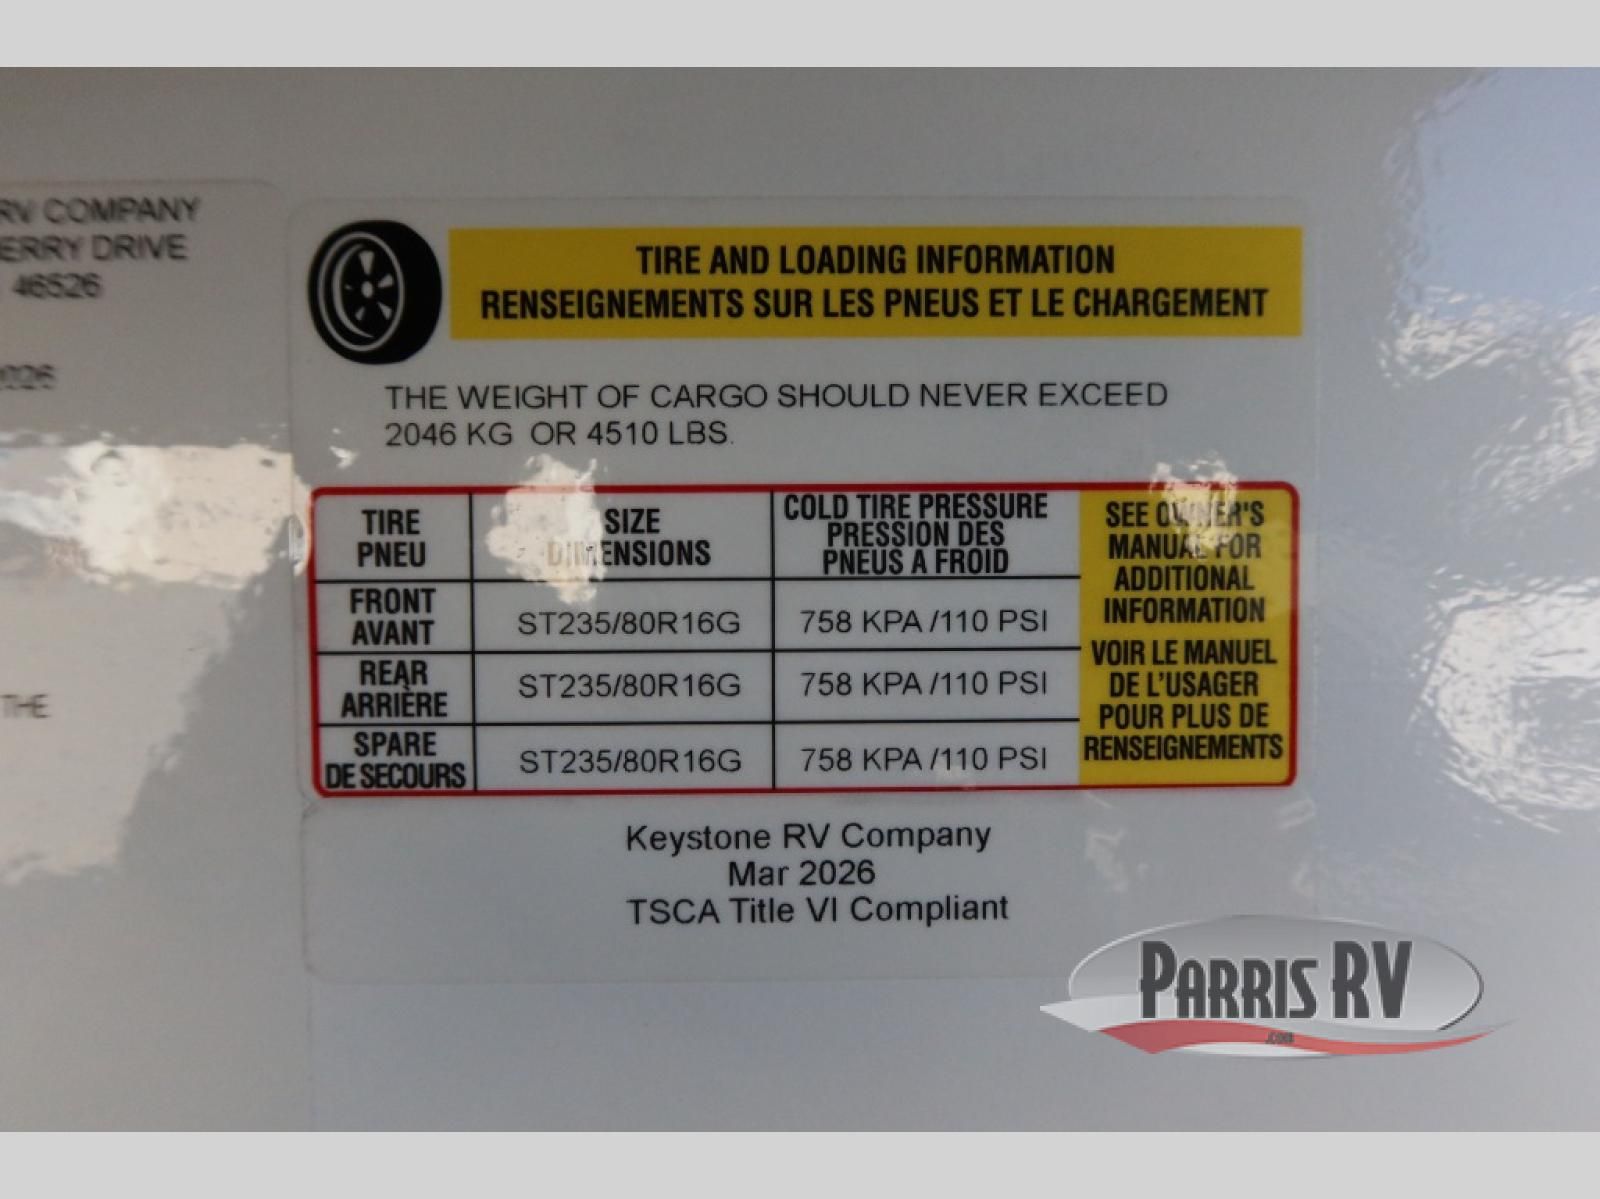 RV COMPANY
ERRY DRIVE
46526
2026
THE
TIRE AND LOADING INFORMATION
RENSEIGNEMENTS SUR LES PNEUS ET LE CHARGEMENT
THE WEIGHT OF CARGO SHOULD NEVER EXCEED
2046 KG OR 4510 LBS.
TIRE
PNEU
SIZE
DIMENSIONS
COLD TIRE PRESSURE
PRESSION DES
PNEUS A FROID
FRONT
AVANT
ST235/80R16G
758 KPA /110 PSI
REAR
ARRIÈRE
ST235/80R16G
758 KPA /110 PSI
SPARE
DE SECOURS
ST235/80R16G
758 KPA /110 PSI
SEE OWNER'S
MANUAL FOR
ADDITIONAL
INFORMATION
VOIR LE MANUEL
DE L'USAGER
POUR PLUS DE
RENSEIGNEMENTS
Keystone RV Company
Mar 2026
TSCA Title VI Compliant
PARRIS RV
.COM